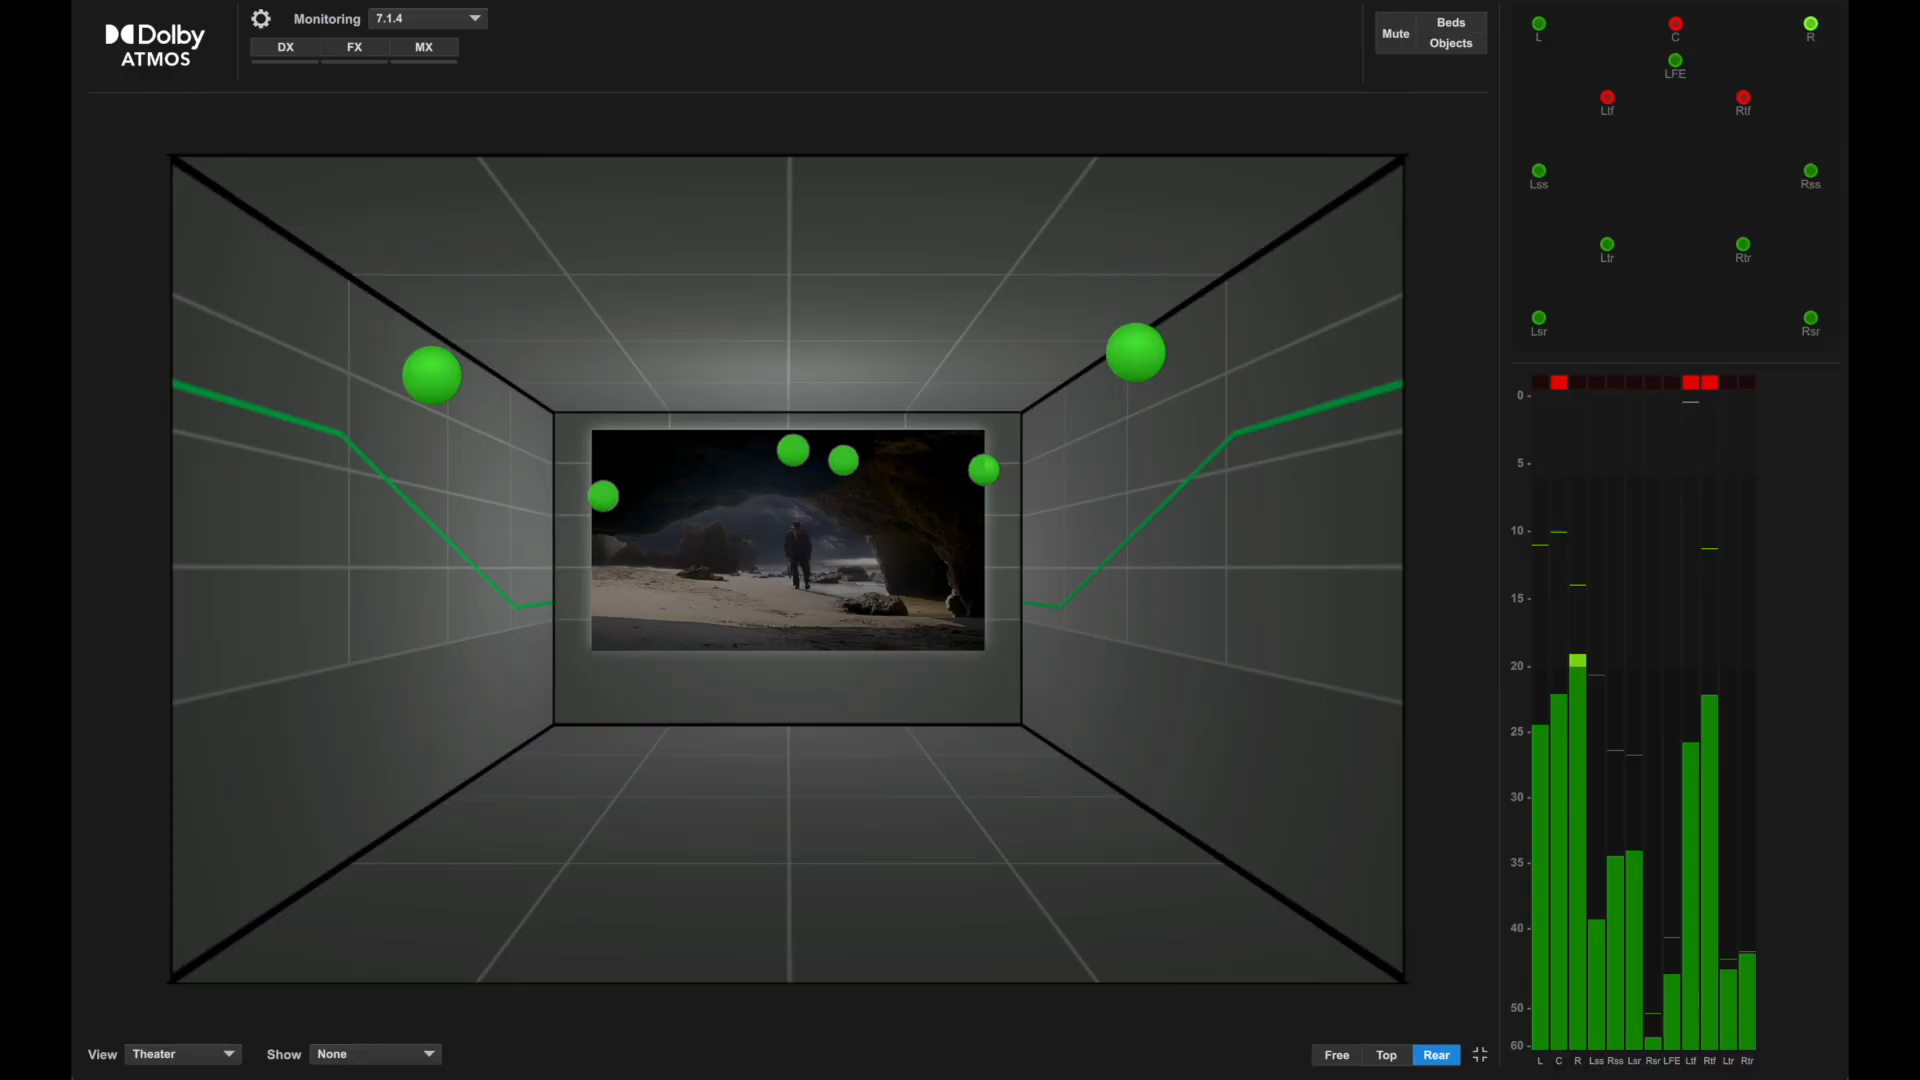 Dolby
ATMOS
Monitoring 7.1.4
DX FX MX
Mute
Beds
Objects
L C R
LFE
Ltf Rtf
Lss Rss
Ltr Rtr
Lsr Rsr
0 -
5 -
10 -
15 -
20 -
25 -
30 -
35 -
40 -
50 -
60 -
L C R Lss Rss Lsr Rsr LFE Ltf Rtf Ltr Rtr
View Theater Show None
Free Top Rear